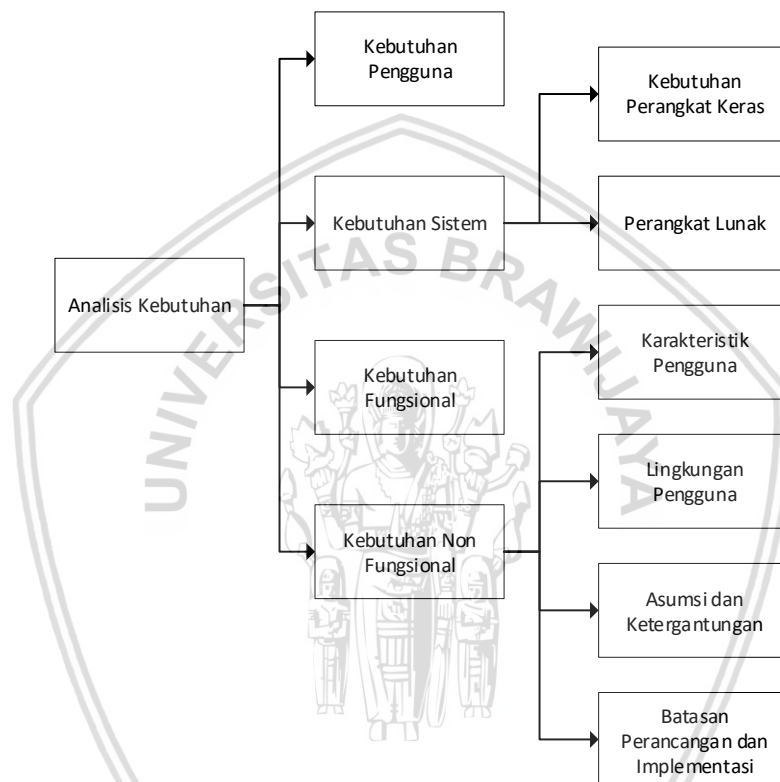 Kebutuhan
Pengguna
Kebutuhan
Perangkat Keras
Kebutuhan Sistem
Perangkat Lunak
Analisis Kebutuhan
Karakteristik
Pengguna
Kebutuhan
Fungsional
Lingkungan
Pengguna
Kebutuhan Non
Fungsional
Asumsi dan
Ketergantungan
Batasan
Perancangan dan
Implementasi
UNIVERSITAS BRAWIJAYA